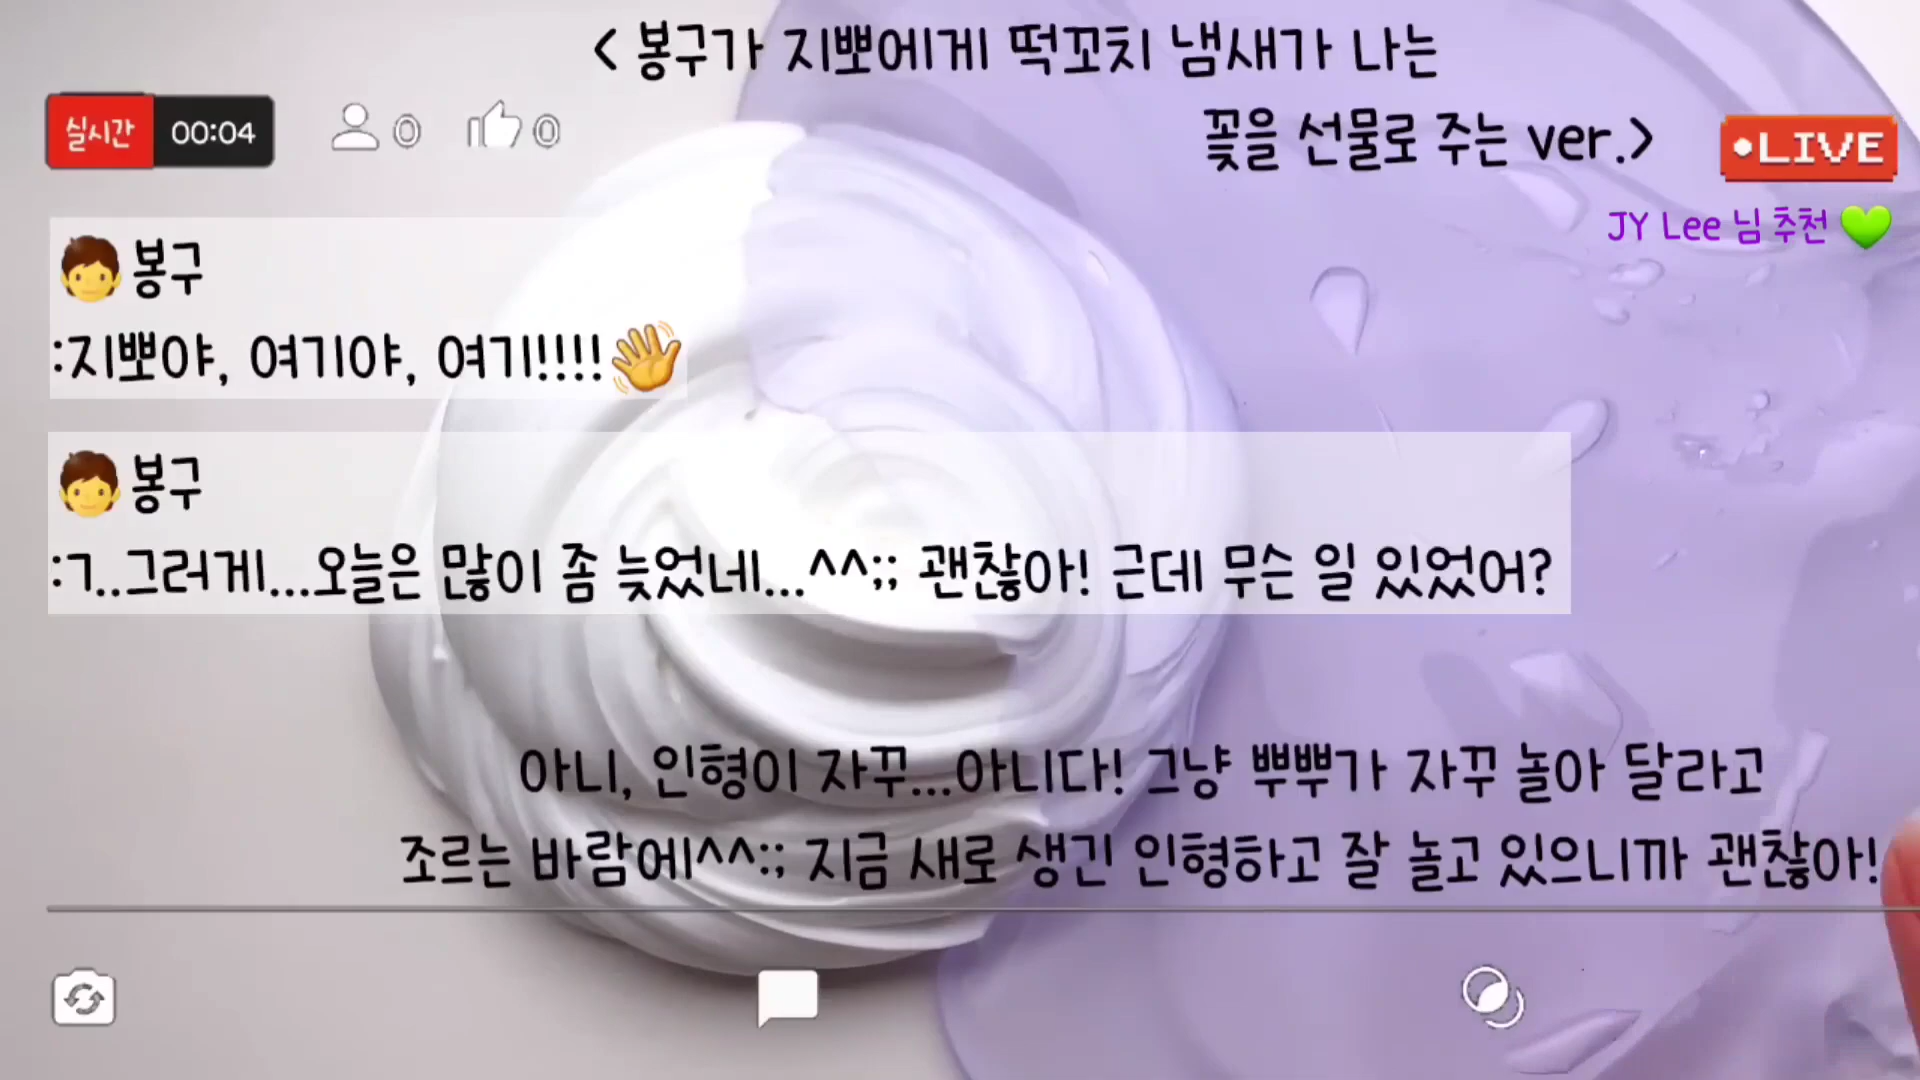 < 봉구가 지뽀에게 떡꼬치 냄새가 나는
꽃을 선물로 주는 ver.>
실시간 00:04
0
0
LIVE
JY Lee 님 추천
봉구
:지뽀야, 여기야, 여기!!!!
봉구
:ㄱ..그러게...오늘은 많이 좀 늦었네...^^;; 괜찮아! 근데 무슨 일 있었어?
아니, 인형이 자꾸...아니다! 그냥 뿌뿌가 자꾸 놀아 달라고
조르는 바람에^^:; 지금 새로 생긴 인형하고 잘 놀고 있으니까 괜찮아!